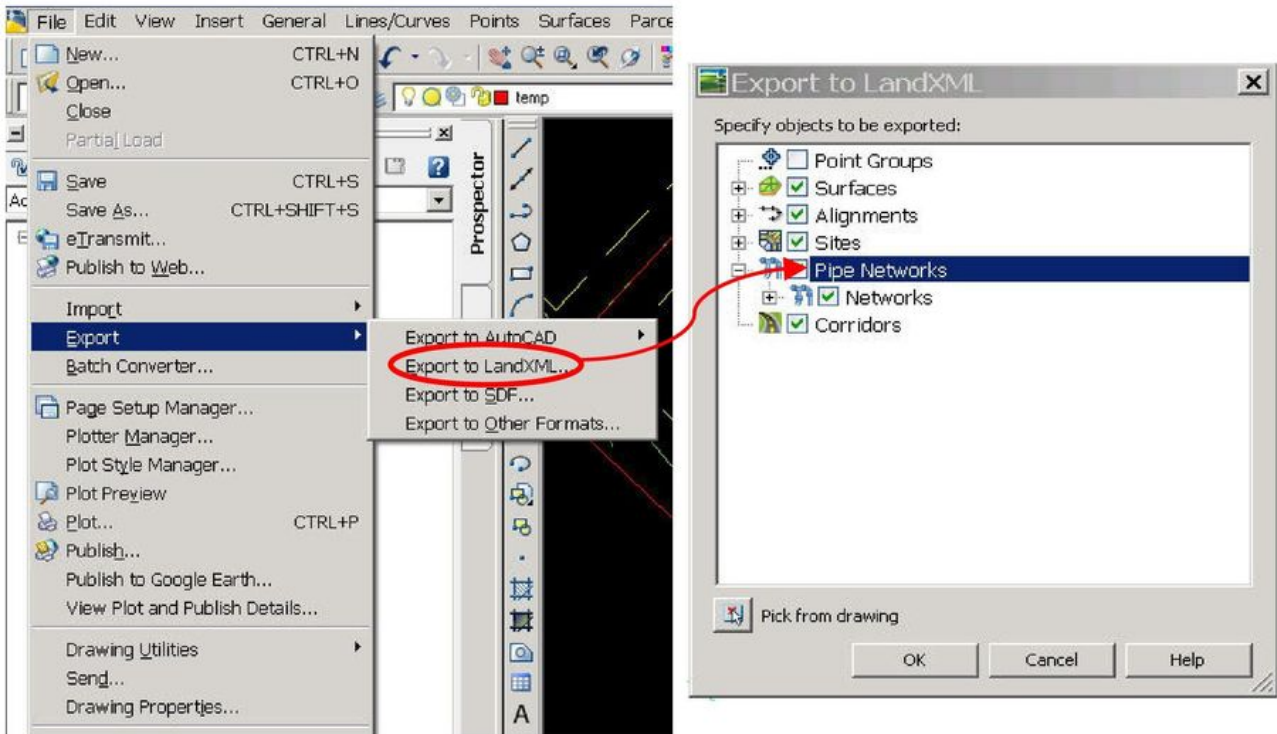 File Edit View Insert General Lines/Curves Points Surfaces Parce
New... CTRL+N
Open... CTRL+O
Close
Partial Load
Save CTRL+S
Save As... CTRL+SHIFT+S
eTransmit...
Publish to Web...
Import
Export
Batch Converter...
Page Setup Manager...
Plotter Manager...
Plot Style Manager...
Plot Preview
Plot... CTRL+P
Publish...
Publish to Google Earth...
View Plot and Publish Details...
Drawing Utilities
Send...
Drawing Properties...
temp
Ac
Prospector
A
Export to AutoCAD
Export to LandXML...
Export to SDF...
Export to Other Formats...
Export to LandXML
Specify objects to be exported:
Point Groups
Surfaces
Alignments
Sites
Pipe Networks
Networks
Corridors
Pick from drawing
OK Cancel Help